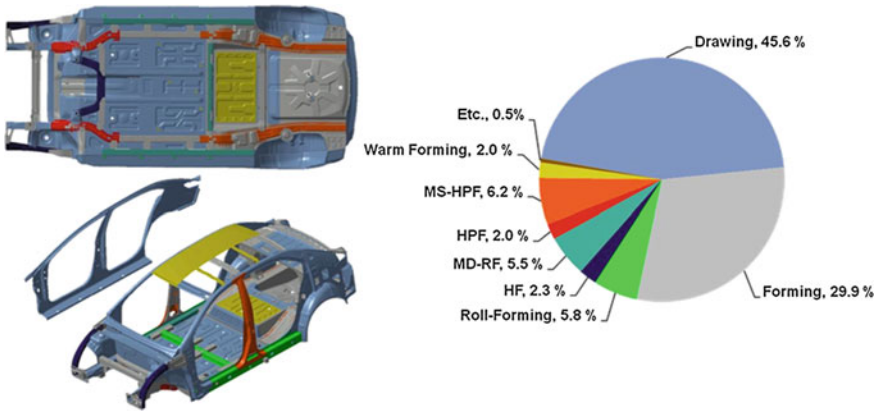 Drawing, 45.6 %
Etc., 0.5%
Warm Forming, 2.0 %
MS-HPF, 6.2 %
HPF, 2.0 %
MD-RF, 5.5 %
HF, 2.3 %
Roll-Forming, 5.8 %
Forming, 29.9 %